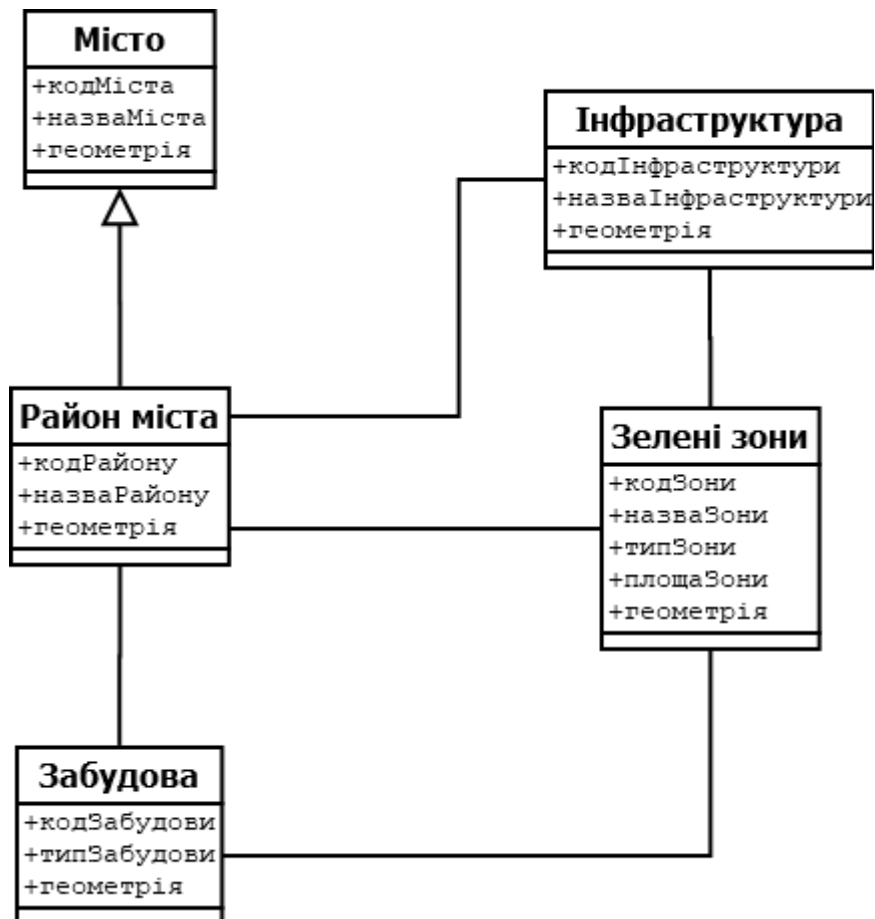 Місто
+кодМіста
+назваМіста
+геометрія
Інфраструктура
+кодІнфраструктури
+назваІнфраструктури
+геометрія
Район міста
+кодРайону
+назваРайону
+геометрія
Зелені зони
+кодЗони
+назваЗони
+типЗони
+площаЗони
+геометрія
Забудова
+кодЗабудови
+типЗабудови
+геометрія